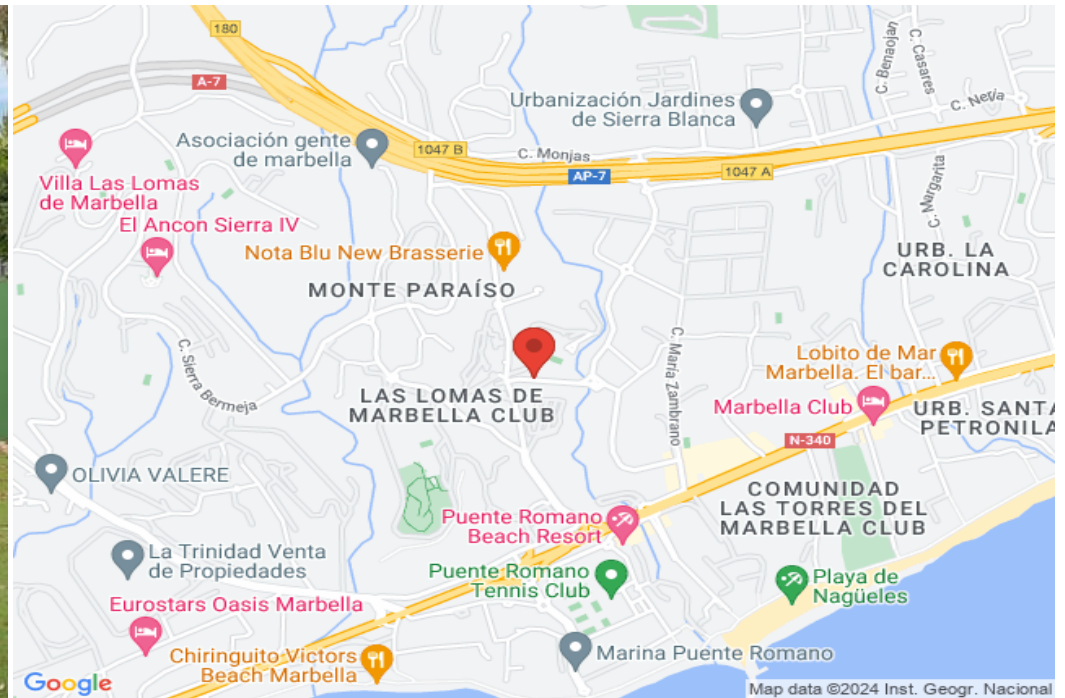 180
A-7
C. Benaojan
C. Casares
C. Nerja
Urbanización Jardines
de Sierra Blanca
Asociación gente
de marbella
1047 B
C. Monjas
AP-7
1047 A
C. Margarita
Villa Las Lomas
de Marbella
El Ancon Sierra IV
Nota Blu New Brasserie
URB. LA
CAROLINA
MONTE PARAÍSO
C. Sierra Bermeja
C. María Zambrano
Lobito de Mar
Marbella. El bar...
LAS LOMAS DE
MARBELLA CLUB
Marbella Club
URB. SANTA
PETRONILA
N-340
OLIVIA VALERE
COMUNIDAD
LAS TORRES DEL
MARBELLA CLUB
Puente Romano
Beach Resort
La Trinidad Venta
de Propiedades
Puente Romano
Tennis Club
Playa de
Nagüeles
Eurostars Oasis Marbella
Chiringuito Victors
Beach Marbella
Marina Puente Romano
Google
Map data ©2024 Inst. Geogr. Nacional